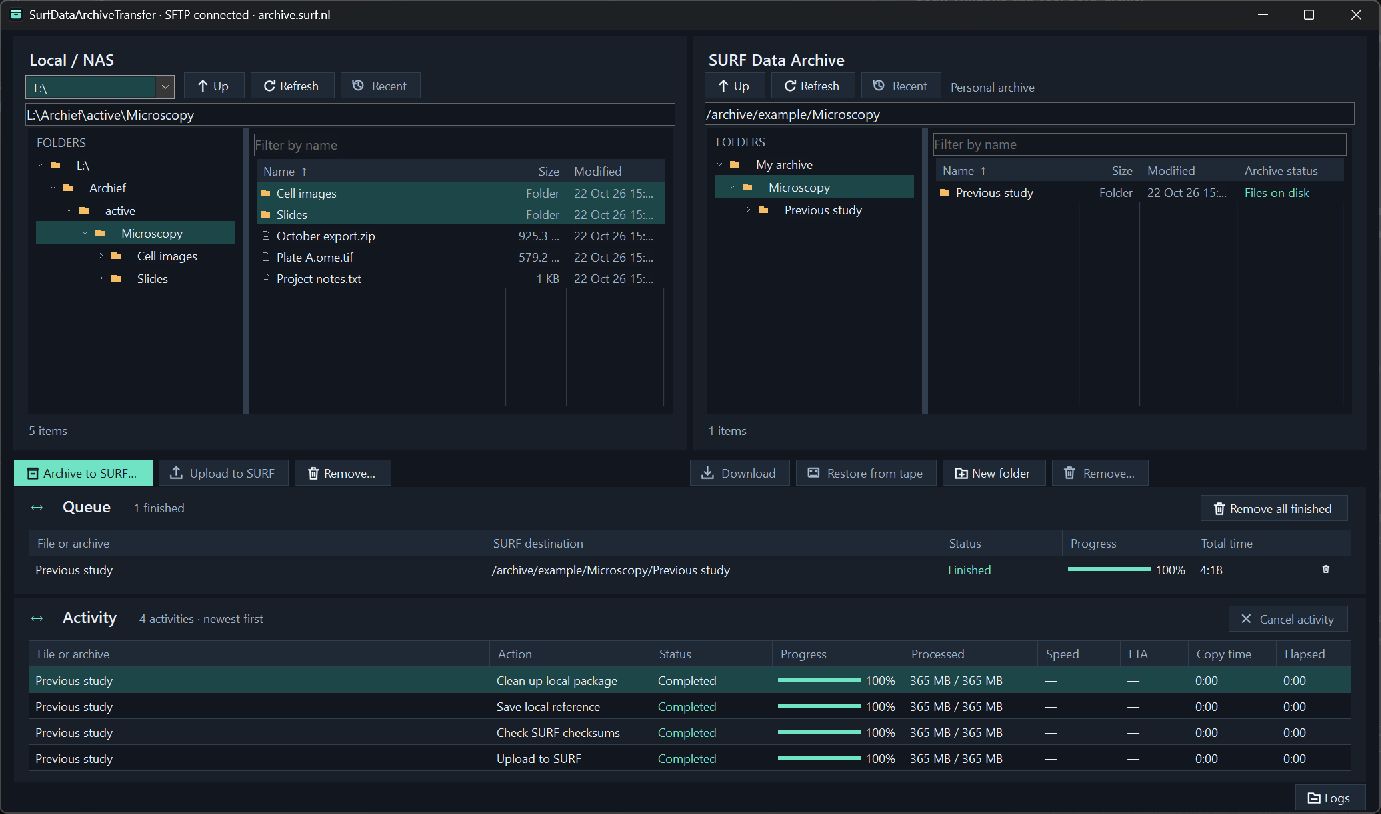 SurfDataArchiveTransfer · SFTP connected · archive.surf.nl
Local / NAS
L:\
Up
Refresh
Recent
L:\Archief\active\Microscopy
FOLDERS
L:\
Archief
active
Microscopy
Cell images
Slides
Filter by name
Name ↑ Size Modified
Cell images Folder 22 Oct 26 15:...
Slides Folder 22 Oct 26 15:...
October export.zip 925.3 ... 22 Oct 26 15:...
Plate A.ome.tif 579.2 ... 22 Oct 26 15:...
Project notes.txt 1 KB 22 Oct 26 15:...
5 items
SURF Data Archive
Up
Refresh
Recent
Personal archive
/archive/example/Microscopy
FOLDERS
My archive
Microscopy
Previous study
Filter by name
Name ↑ Size Modified Archive status
Previous study Folder 22 Oct 26 15:... Files on disk
1 items
Archive to SURF...
Upload to SURF
Remove...
Download
Restore from tape
New folder
Remove...
Queue 1 finished
Remove all finished
File or archive SURF destination Status Progress Total time
Previous study /archive/example/Microscopy/Previous study Finished 100% 4:18
Activity 4 activities · newest first
Cancel activity
File or archive Action Status Progress Processed Speed ETA Copy time Elapsed
Previous study Clean up local package Completed 100% 365 MB / 365 MB — — 0:00 0:00
Previous study Save local reference Completed 100% 365 MB / 365 MB — — 0:00 0:00
Previous study Check SURF checksums Completed 100% 365 MB / 365 MB — — 0:00 0:00
Previous study Upload to SURF Completed 100% 365 MB / 365 MB — — 0:00 0:00
Logs